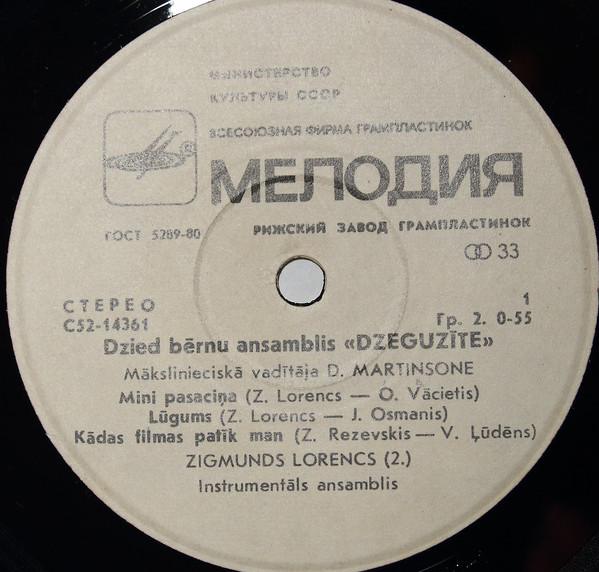 МИНИСТЕРСТВО
КУЛЬТУРЫ СССР
ВСЕСОЮЗНАЯ ФИРМА ГРАМПЛАСТИНОК
МЕЛОДИЯ
ГОСТ 5289-80
РИЖСКИЙ ЗАВОД ГРАМПЛАСТИНОК
33
СТЕРЕО
1
С52-14361
Гр. 2. 0-55
Dzied bērnu ansamblis «DZEGUZĪTE»
Mākslinieciskā vadītāja D. MARTINSONE
Miņi pasaciņa (Z. Lorencs — O. Vācietis)
Lūgums (Z. Lorencs — J. Osmanis)
Kādas filmas patīk man (Z. Rezevskis — V. Ļūdēns)
ZIGMUNDS LORENCS (2.)
Instrumentāls ansamblis